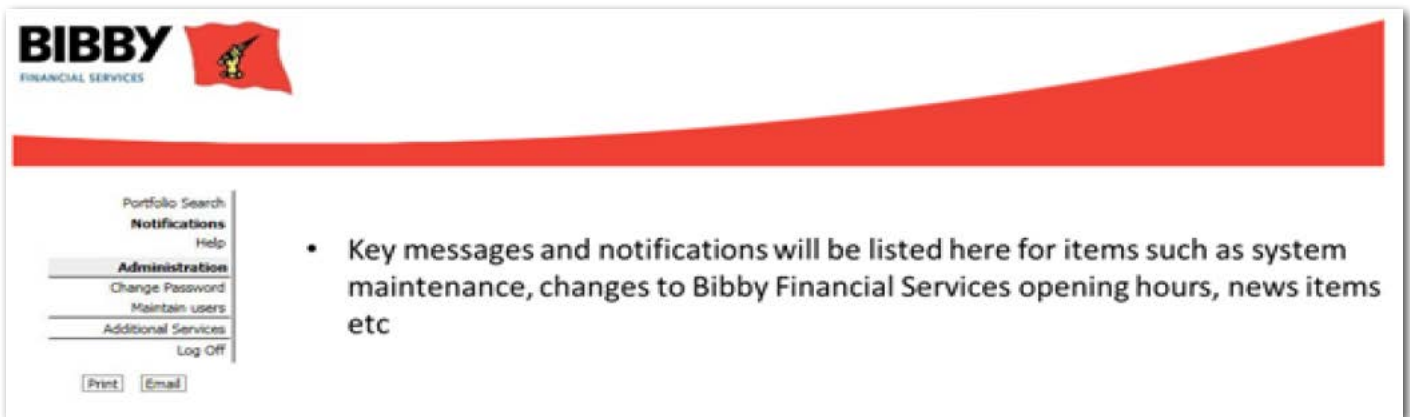 BIBBY
FINANCIAL SERVICES
Portfolio Search
Notifications
Help
Administration
Change Password
Maintain users
Additional Services
Log Off
Print Email
• Key messages and notifications will be listed here for items such as system
maintenance, changes to Bibby Financial Services opening hours, news items
etc